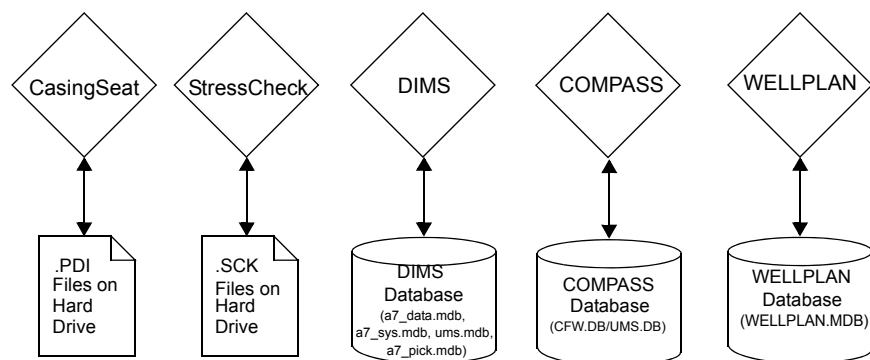 CasingSeat
StressCheck
DIMS
COMPASS
WELLPLAN
.PDI
Files on
Hard
Drive
.SCK
Files on
Hard
Drive
DIMS
Database
(a7_data.mdb,
a7_sys.mdb, ums.mdb,
a7_pick.mdb)
COMPASS
Database
(CFW.DB/UMS.DB)
WELLPLAN
Database
(WELLPLAN.MDB)